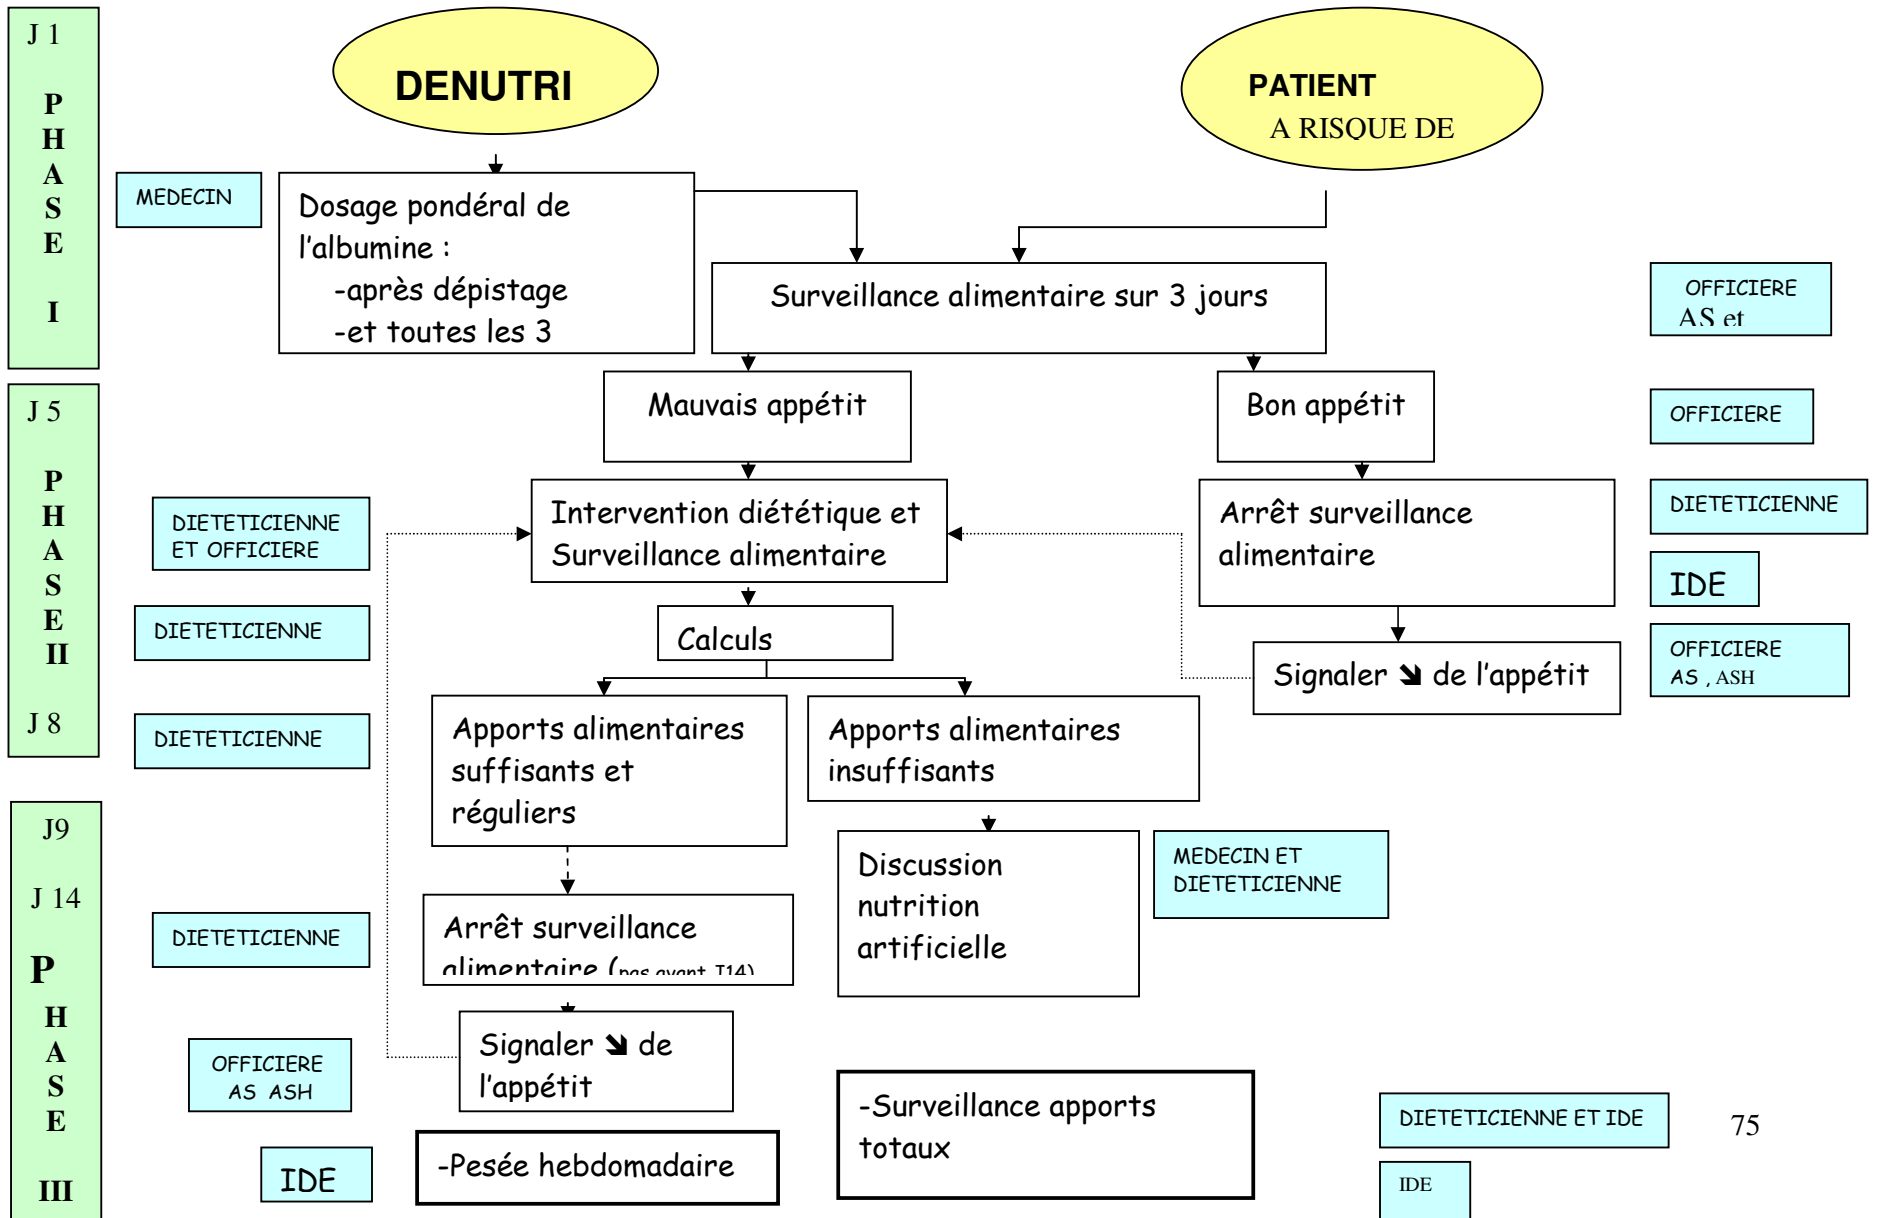 J 1
P
H
A
S
E
I
DENUTRI
PATIENT
A RISQUE DE
MEDECIN
Dosage pondéral de
l'albumine :
-après dépistage
-et toutes les 3
Surveillance alimentaire sur 3 jours
OFFICIERE
AS et
J 5
P
H
A
S
E
II
J 8
Mauvais appétit
Bon appétit
OFFICIERE
DIETETICIENNE
ET OFFICIERE
Intervention diététique et
Surveillance alimentaire
Arrêt surveillance
alimentaire
DIETETICIENNE
IDE
DIETETICIENNE
Calculs
Signaler ↘ de l'appétit
OFFICIERE
AS , ASH
DIETETICIENNE
Apports alimentaires
suffisants et
réguliers
Apports alimentaires
insuffisants
J9
J 14
P
H
A
S
E
III
Discussion
nutrition
artificielle
MEDECIN ET
DIETETICIENNE
DIETETICIENNE
Arrêt surveillance
alimentaire (pas avant J14)
OFFICIERE
AS ASH
Signaler ↘ de
l'appétit
-Surveillance apports
totaux
DIETETICIENNE ET IDE
75
IDE
-Pesée hebdomadaire
IDE